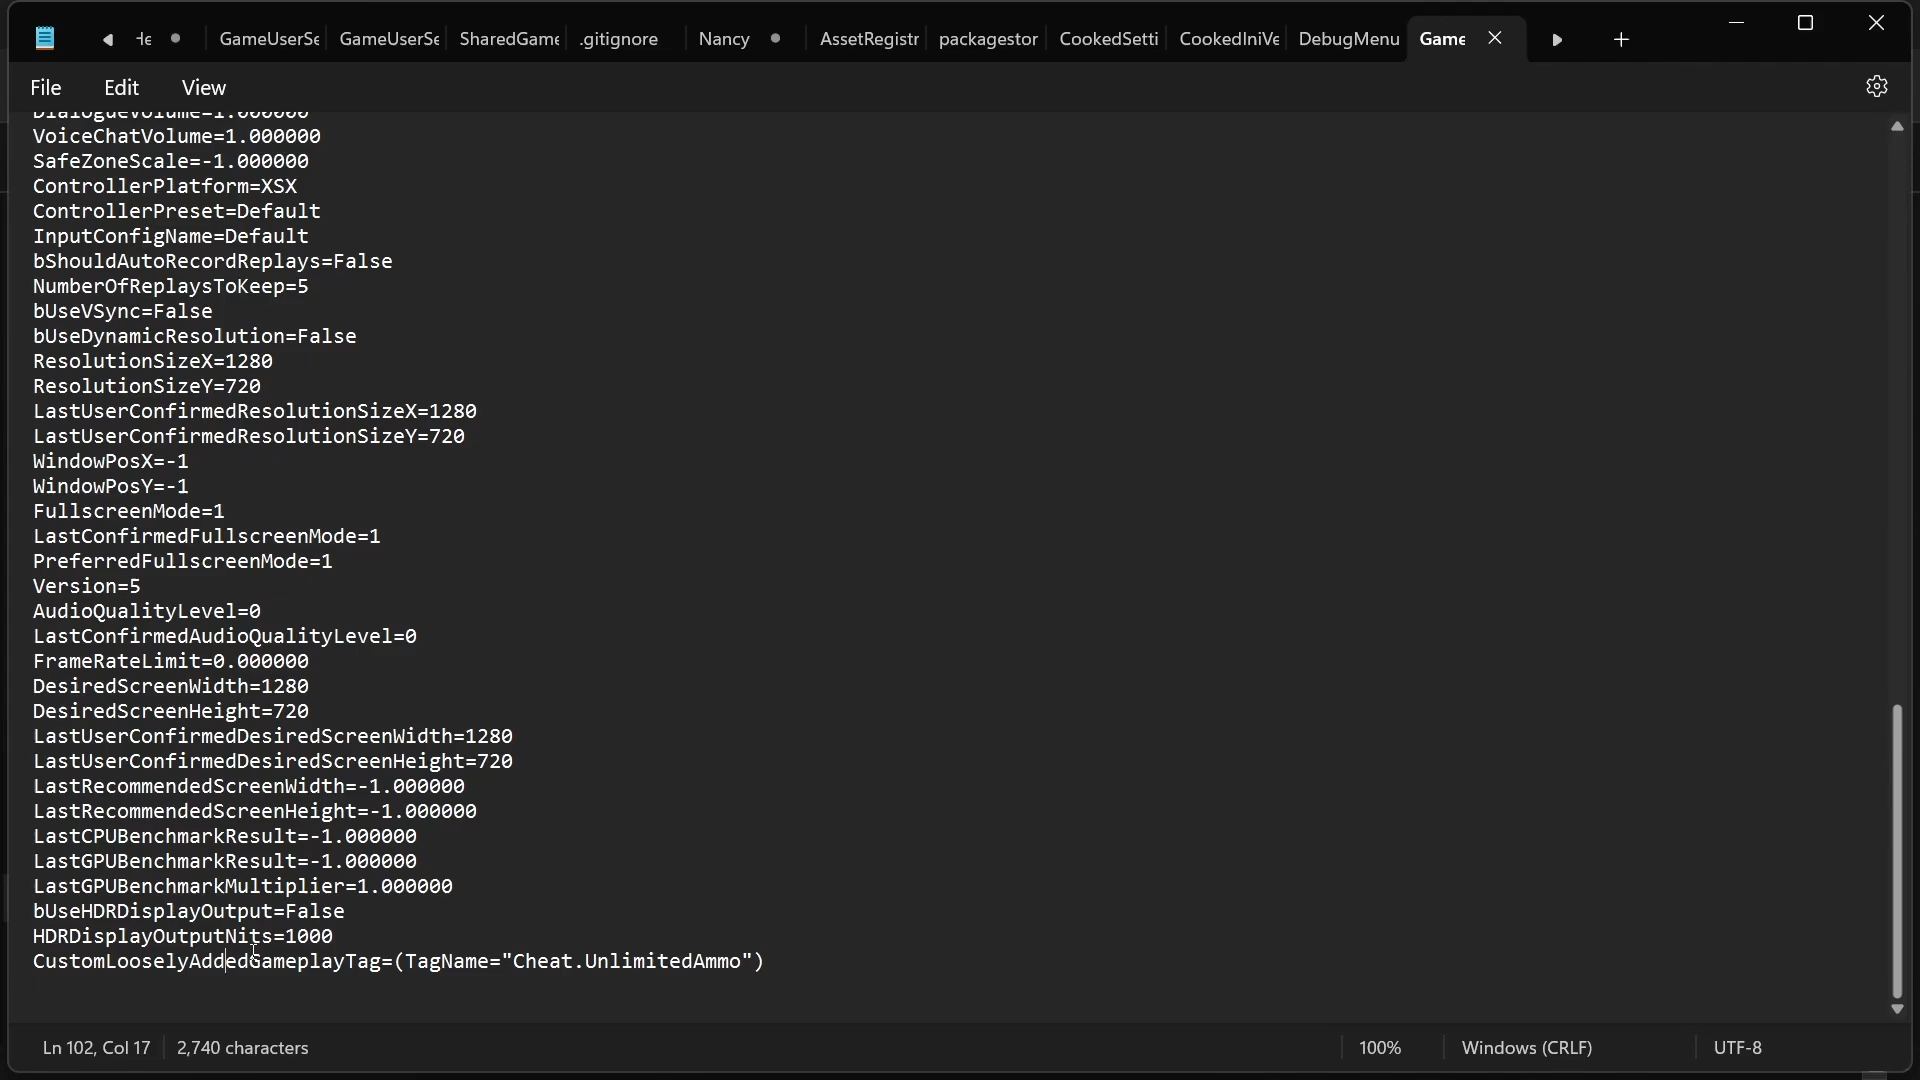 ‹e GameUserSe GameUserSe SharedGame .gitignore Nancy AssetRegistr packagestor CookedSetti CookedIniVe DebugMenu Game
File Edit View
DialogueVolume=1.000000
VoiceChatVolume=1.000000
SafeZoneScale=-1.000000
ControllerPlatform=XSX
ControllerPreset=Default
InputConfigName=Default
bShouldAutoRecordReplays=False
NumberOfReplaysToKeep=5
bUseVSync=False
bUseDynamicResolution=False
ResolutionSizeX=1280
ResolutionSizeY=720
LastUserConfirmedResolutionSizeX=1280
LastUserConfirmedResolutionSizeY=720
WindowPosX=-1
WindowPosY=-1
FullscreenMode=1
LastConfirmedFullscreenMode=1
PreferredFullscreenMode=1
Version=5
AudioQualityLevel=0
LastConfirmedAudioQualityLevel=0
FrameRateLimit=0.000000
DesiredScreenWidth=1280
DesiredScreenHeight=720
LastUserConfirmedDesiredScreenWidth=1280
LastUserConfirmedDesiredScreenHeight=720
LastRecommendedScreenWidth=-1.000000
LastRecommendedScreenHeight=-1.000000
LastCPUBenchmarkResult=-1.000000
LastGPUBenchmarkResult=-1.000000
LastGPUBenchmarkMultiplier=1.000000
bUseHDRDisplayOutput=False
HDRDisplayOutputNits=1000
CustomLooselyAddedGameplayTag=(TagName="Cheat.UnlimitedAmmo")
Ln 102, Col 17 2,740 characters 100% Windows (CRLF) UTF-8